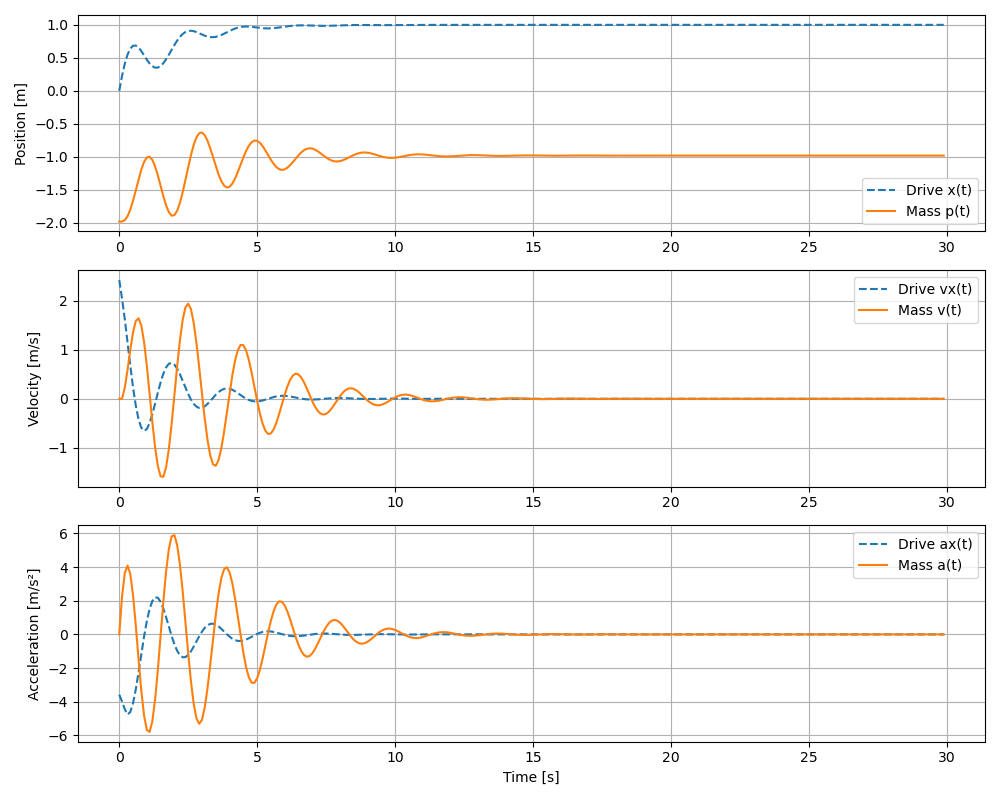 1.0
0.5
0.0
−0.5
−1.0
−1.5
−2.0
Position [m]
Drive x(t)
Mass p(t)
0 5 10 15 20 25 30
2
1
0
−1
Velocity [m/s]
Drive vx(t)
Mass v(t)
0 5 10 15 20 25 30
6
4
2
0
−2
−4
−6
Acceleration [m/s²]
Drive ax(t)
Mass a(t)
0 5 10 15 20 25 30
Time [s]